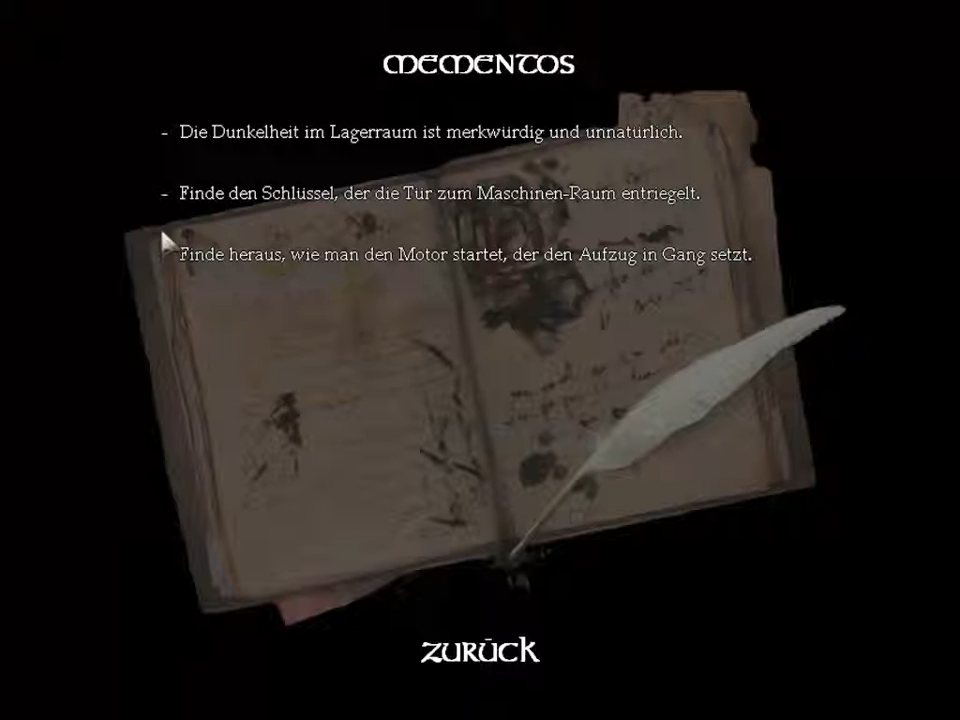 MEMENTOS
- Die Dunkelheit im Lagerraum ist merkwürdig und unnatürlich.
- Finde den Schlüssel, der die Tür zum Maschinen-Raum entriegelt.
Finde heraus, wie man den Motor startet, der den Aufzug in Gang setzt.
ZURÜCK